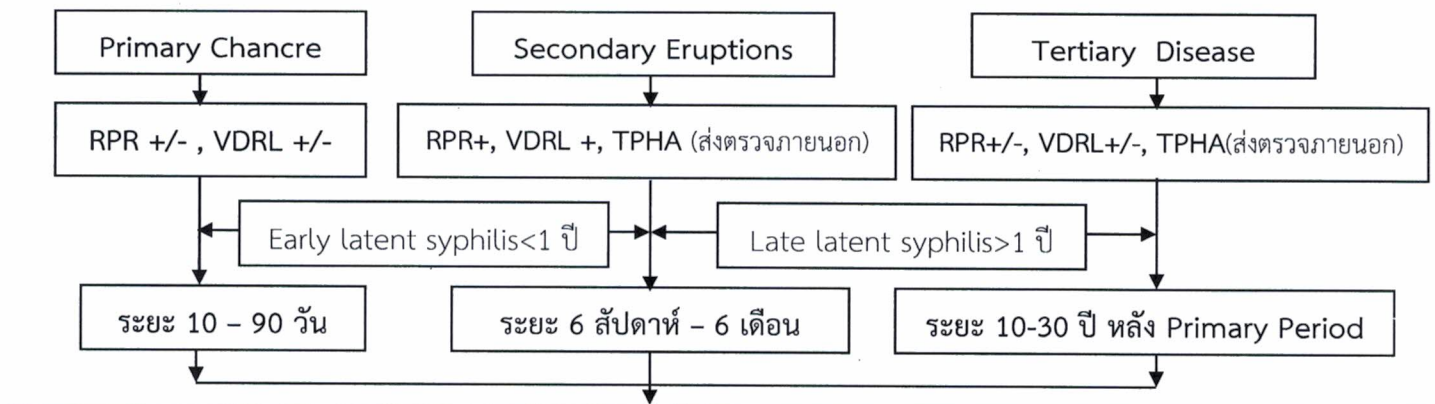 Primary Chancre
Secondary Eruptions
Tertiary Disease
RPR +/- , VDRL +/-
RPR+, VDRL +, TPHA (ส่งตรวจภายนอก)
RPR+/-, VDRL+/-, TPHA(ส่งตรวจภายนอก)
Early latent syphilis<1 ปี
Late latent syphilis>1 ปี
ระยะ 10 – 90 วัน
ระยะ 6 สัปดาห์ – 6 เดือน
ระยะ 10-30 ปี หลัง Primary Period